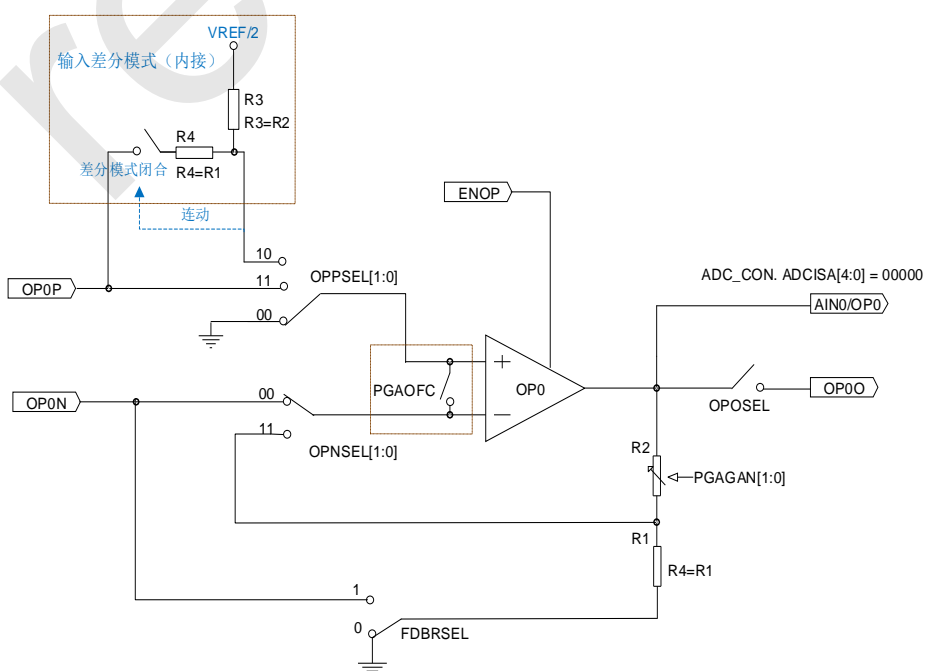 VREF/2
输入差分模式（内接）
R3
R3=R2
R4
差分模式闭合
R4=R1
连动
ENOP
10
OPPSEL[1:0]
11
OP0P
00
ADC_CON. ADCISA[4:0] = 00000
AIN0/OP0
PGAOFC
OP0
OP0N
00
OP0O
OPOSEL
11
OPNSEL[1:0]
R2
PGAGAN[1:0]
R1
R4=R1
1
0
FDBRSEL